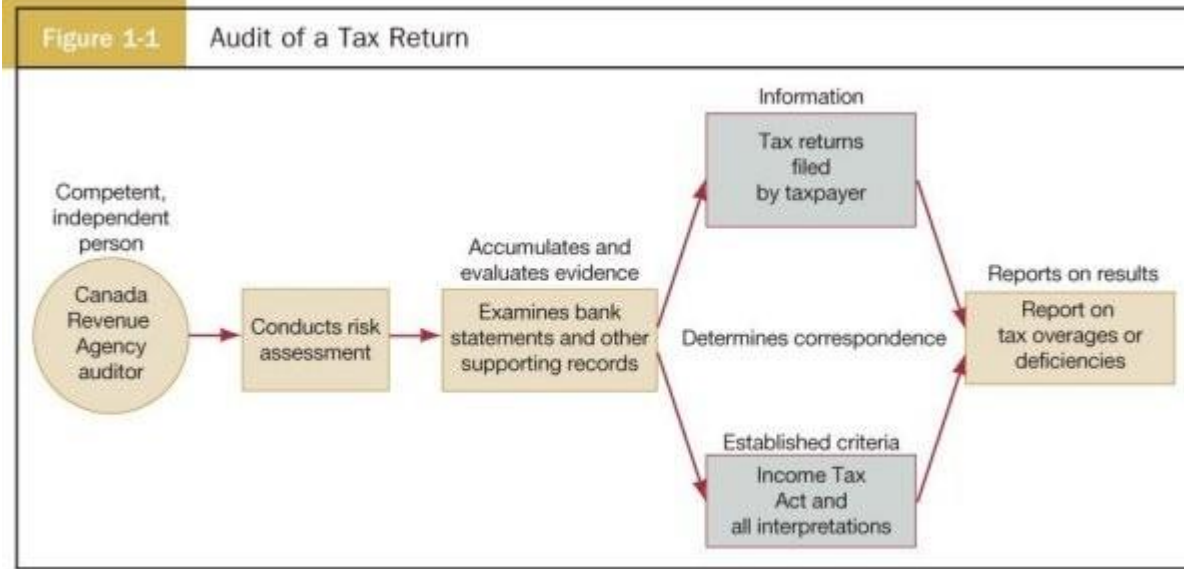 Figure 1-1
Audit of a Tax Return
Competent,
independent
person
Canada
Revenue
Agency
auditor
Conducts risk
assessment
Accumulates and
evaluates evidence
Examines bank
statements and other
supporting records
Information
Tax returns
filed
by taxpayer
Determines correspondence
Established criteria
Income Tax
Act and
all interpretations
Reports on results
Report on
tax overages or
deficiencies